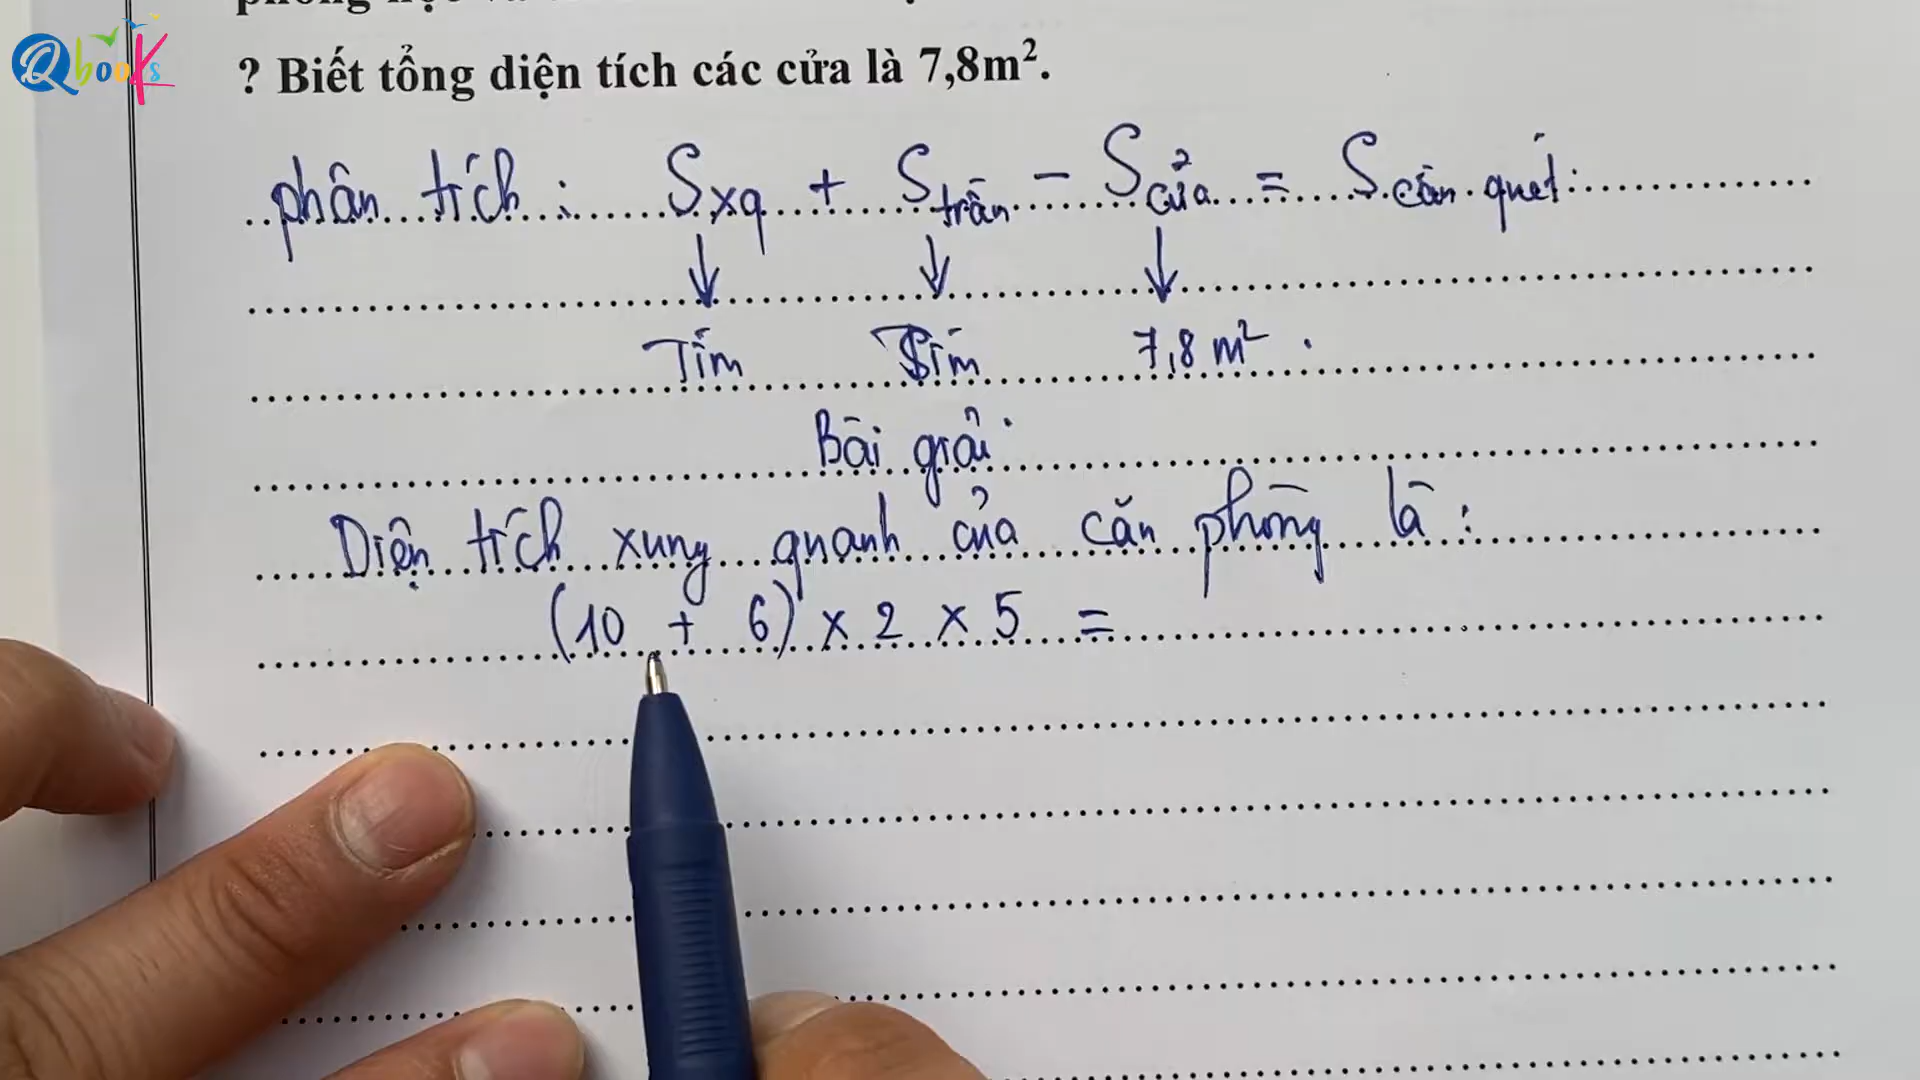 Qbooks
? Biết tổng diện tích các cửa là 7,8m².
phân tích : Sxq + Strần - Scửa = Scần quét
Tìm Tìm 7,8 m²
Bài giải
Diện tích xung quanh của căn phòng là :
(10 + 6) x 2 x 5 =